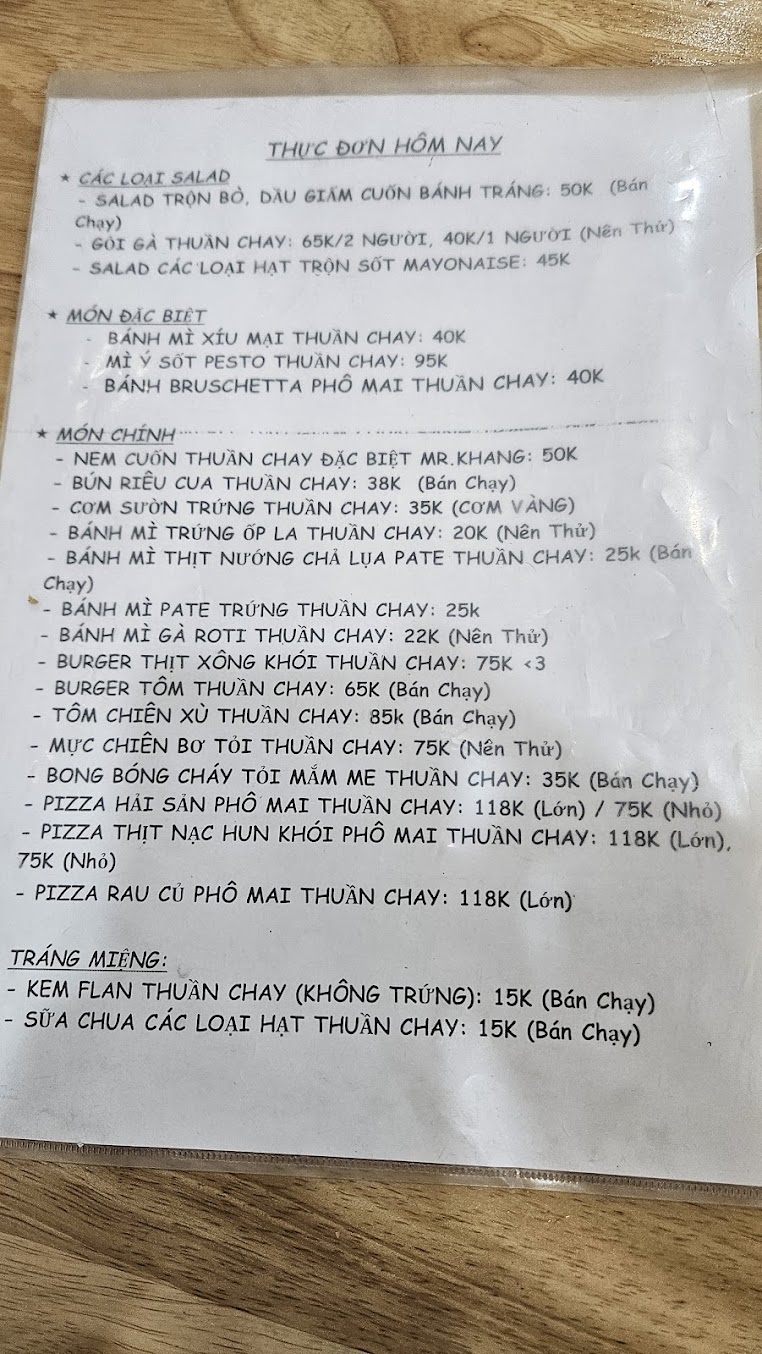 THỰC ĐƠN HÔM NAY
★ CÁC LOẠI SALAD
- SALAD TRỘN BÒ, DẦU GIẤM CUỐN BÁNH TRÁNG: 50K (Bán
Chạy)
- GỎI GÀ THUẦN CHAY: 65K/2 NGƯỜI, 40K/1 NGƯỜI (Nên Thử)
- SALAD CÁC LOẠI HẠT TRỘN SỐT MAYONAISE: 45K
★ MÓN ĐẶC BIỆT
- BÁNH MÌ XÍU MẠI THUẦN CHAY: 40K
- MÌ Ý SỐT PESTO THUẦN CHAY: 95K
- BÁNH BRUSCHETTA PHÔ MAI THUẦN CHAY: 40K
★ MÓN CHÍNH
- NEM CUỐN THUẦN CHAY ĐẶC BIỆT MR.KHANG: 50K
- BÚN RIÊU CUA THUẦN CHAY: 38K (Bán Chạy)
- CƠM SƯỜN TRỨNG THUẦN CHAY: 35K (CƠM VÀNG)
- BÁNH MÌ TRỨNG ỐP LA THUẦN CHAY: 20K (Nên Thử)
- BÁNH MÌ THỊT NƯỚNG CHẢ LỤA PATE THUẦN CHAY: 25k (Bán
Chạy)
- BÁNH MÌ PATE TRỨNG THUẦN CHAY: 25k
- BÁNH MÌ GÀ ROTI THUẦN CHAY: 22K (Nên Thử)
- BURGER THỊT XÔNG KHÓI THUẦN CHAY: 75K <3
- BURGER TÔM THUẦN CHAY: 65K (Bán Chạy)
- TÔM CHIÊN XÙ THUẦN CHAY: 85k (Bán Chạy)
- MỰC CHIÊN BƠ TỎI THUẦN CHAY: 75K (Nên Thử)
- BONG BÓNG CHÁY TỎI MẮM ME THUẦN CHAY: 35K (Bán Chạy)
- PIZZA HẢI SẢN PHÔ MAI THUẦN CHAY: 118K (Lớn) / 75K (Nhỏ)
- PIZZA THỊT NẠC HUN KHÓI PHÔ MAI THUẦN CHAY: 118K (Lớn),
75K (Nhỏ)
- PIZZA RAU CỦ PHÔ MAI THUẦN CHAY: 118K (Lớn)
TRÁNG MIỆNG:
- KEM FLAN THUẦN CHAY (KHÔNG TRỨNG): 15K (Bán Chạy)
- SỮA CHUA CÁC LOẠI HẠT THUẦN CHAY: 15K (Bán Chạy)